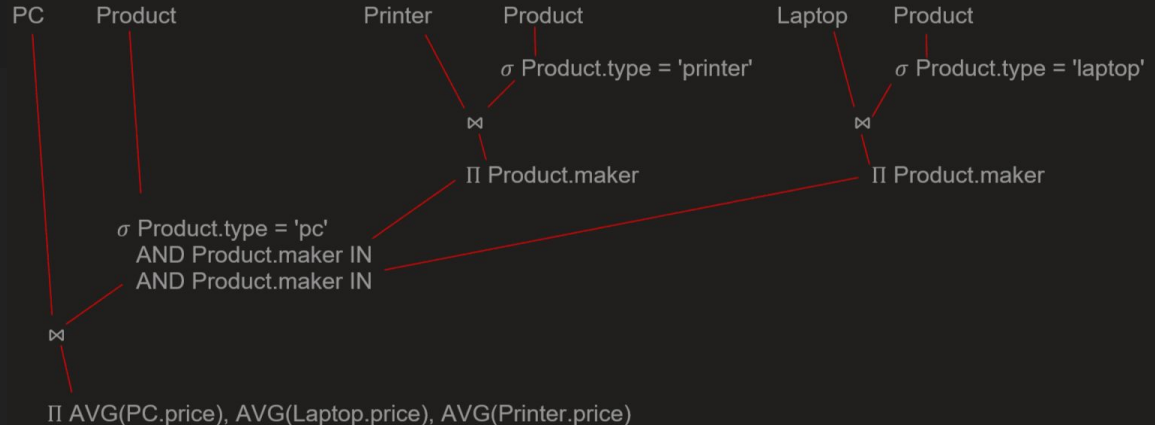 PC Product Printer Product Laptop Product
σ Product.type = 'printer' σ Product.type = 'laptop'
⋈ ⋈
Π Product.maker Π Product.maker
σ Product.type = 'pc'
AND Product.maker IN
AND Product.maker IN
⋈
Π AVG(PC.price), AVG(Laptop.price), AVG(Printer.price)